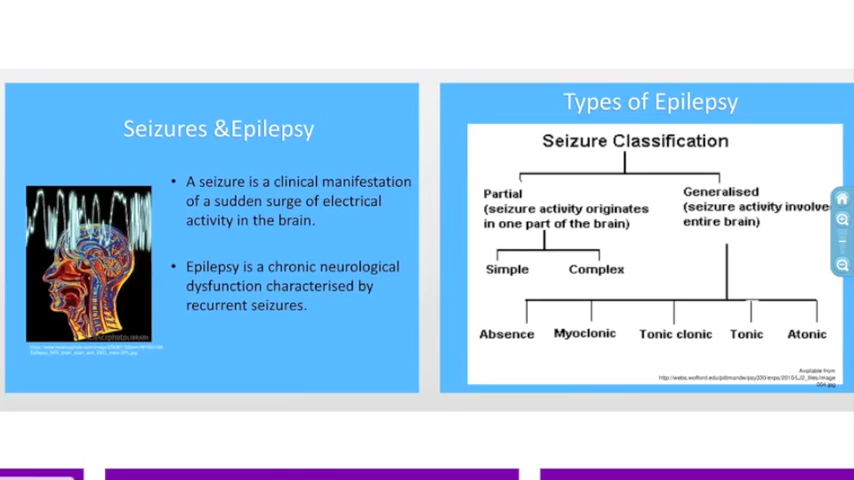 Seizures &Epilepsy
• A seizure is a clinical manifestation
of a sudden surge of electrical
activity in the brain.
• Epilepsy is a chronic neurological
dysfunction characterised by
recurrent seizures.
Types of Epilepsy
Seizure Classification
Partial
(seizure activity originates
in one part of the brain)
Generalised
(seizure activity involve
entire brain)
Simple
Complex
Absence
Myoclonic
Tonic clonic
Tonic
Atonic
Available from